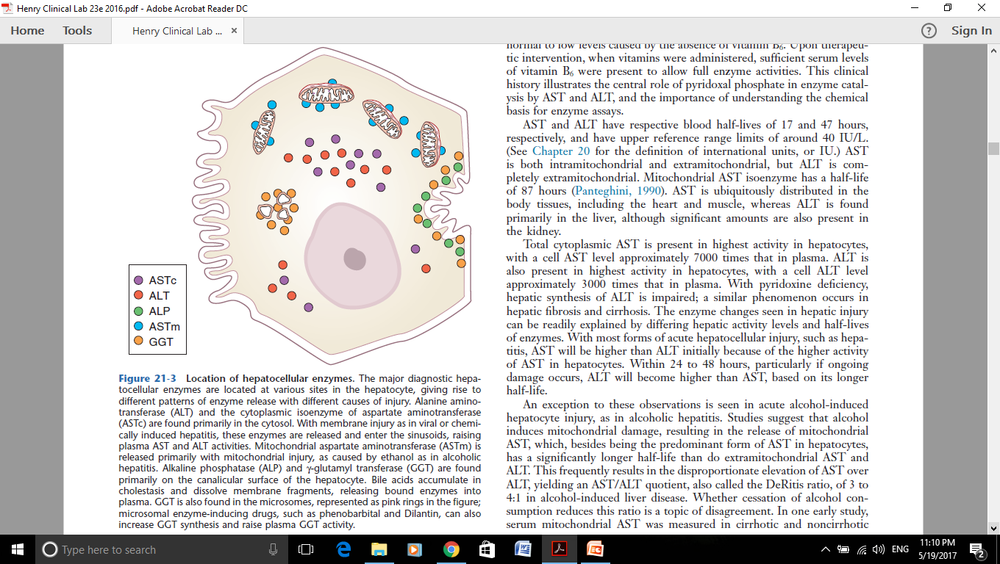 Henry Clinical Lab 23e 2016.pdf - Adobe Acrobat Reader DC
Home Tools Henry Clinical Lab ... × ? Sign In
ASTc
ALT
ALP
ASTm
GGT
Figure 21-3 Location of hepatocellular enzymes. The major diagnostic hepa-
tocellular enzymes are located at various sites in the hepatocyte, giving rise to
different patterns of enzyme release with different causes of injury. Alanine amino-
transferase (ALT) and the cytoplasmic isoenzyme of aspartate aminotransferase
(ASTc) are found primarily in the cytosol. With membrane injury as in viral or chemi-
cally induced hepatitis, these enzymes are released and enter the sinusoids, raising
plasma AST and ALT activities. Mitochondrial aspartate aminotransferase (ASTm) is
released primarily with mitochondrial injury, as caused by ethanol as in alcoholic
hepatitis. Alkaline phosphatase (ALP) and γ-glutamyl transferase (GGT) are found
primarily on the canalicular surface of the hepatocyte. Bile acids accumulate in
cholestasis and dissolve membrane fragments, releasing bound enzymes into
plasma. GGT is also found in the microsomes, represented as pink rings in the figure;
microsomal enzyme-inducing drugs, such as phenobarbital and Dilantin, can also
increase GGT synthesis and raise plasma GGT activity.
normal to low levels caused by the absence of vitamin B6. Upon therapeu-
tic intervention, when vitamins were administered, sufficient serum levels
of vitamin B6 were present to allow full enzyme activities. This clinical
history illustrates the central role of pyridoxal phosphate in enzyme catal-
ysis by AST and ALT, and the importance of understanding the chemical
basis for enzyme assays.
AST and ALT have respective blood half-lives of 17 and 47 hours,
respectively, and have upper reference range limits of around 40 IU/L.
(See Chapter 20 for the definition of international units, or IU.) AST
is both intramitochondrial and extramitochondrial, but ALT is com-
pletely extramitochondrial. Mitochondrial AST isoenzyme has a half-life
of 87 hours (Panteghini, 1990). AST is ubiquitously distributed in the
body tissues, including the heart and muscle, whereas ALT is found
primarily in the liver, although significant amounts are also present in
the kidney.
Total cytoplasmic AST is present in highest activity in hepatocytes,
with a cell AST level approximately 7000 times that in plasma. ALT is
also present in highest activity in hepatocytes, with a cell ALT level
approximately 3000 times that in plasma. With pyridoxine deficiency,
hepatic synthesis of ALT is impaired; a similar phenomenon occurs in
hepatic fibrosis and cirrhosis. The enzyme changes seen in hepatic injury
can be readily explained by differing hepatic activity levels and half-lives
of enzymes. With most forms of acute hepatocellular injury, such as hepa-
titis, AST will be higher than ALT initially because of the higher activity
of AST in hepatocytes. Within 24 to 48 hours, particularly if ongoing
damage occurs, ALT will become higher than AST, based on its longer
half-life.
An exception to these observations is seen in acute alcohol-induced
hepatocyte injury, as in alcoholic hepatitis. Studies suggest that alcohol
induces mitochondrial damage, resulting in the release of mitochondrial
AST, which, besides being the predominant form of AST in hepatocytes,
has a significantly longer half-life than do extramitochondrial AST and
ALT. This frequently results in the disproportionate elevation of AST over
ALT, yielding an AST/ALT quotient, also called the DeRitis ratio, of 3 to
4:1 in alcohol-induced liver disease. Whether cessation of alcohol con-
sumption reduces this ratio is a topic of disagreement. In one early study,
serum mitochondrial AST was measured in cirrhotic and noncirrhotic
Type here to search
ENG
11:10 PM
5/19/2017
2